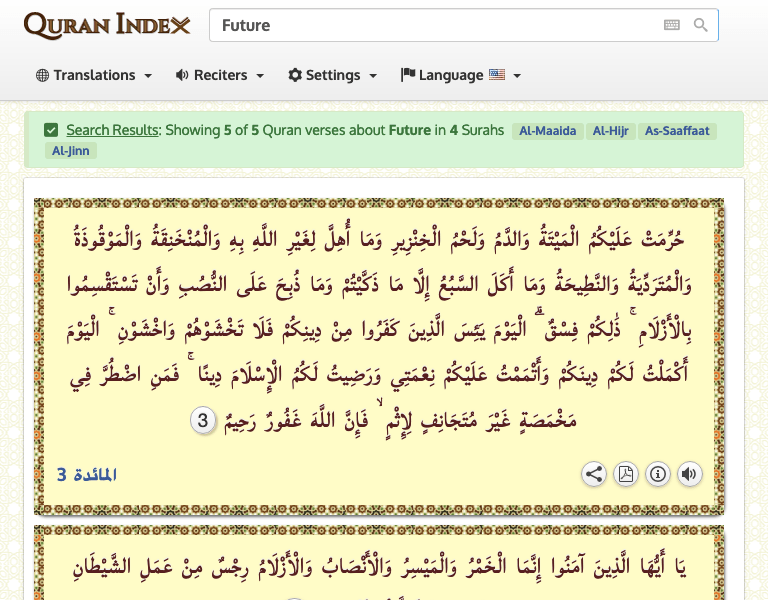 QURAN INDEX
Future
Translations
Reciters
Settings
Language
Search Results: Showing 5 of 5 Quran verses about Future in 4 Surahs Al-Maaida Al-Hijr As-Saaffaat
Al-Jinn
حُرِّمَتْ عَلَيْكُمُ الْمَيْتَةُ وَالدَّمُ وَلَحْمُ الْخِنْزِيرِ وَمَا أُهِلَّ لِغَيْرِ اللَّهِ بِهِ وَالْمُنْخَنِقَةُ وَالْمَوْقُوذَةُ
وَالْمُتَرَدِّيَةُ وَالنَّطِيحَةُ وَمَا أَكَلَ السَّبُعُ إِلَّا مَا ذَكَّيْتُمْ وَمَا ذُبِحَ عَلَى النُّصُبِ وَأَنْ تَسْتَقْسِمُوا
بِالْأَزْلَامِ ۚ ذَٰلِكُمْ فِسْقٌ ۗ الْيَوْمَ يَئِسَ الَّذِينَ كَفَرُوا مِنْ دِينِكُمْ فَلَا تَخْشَوْهُمْ وَاخْشَوْنِ ۚ الْيَوْمَ
أَكْمَلْتُ لَكُمْ دِينَكُمْ وَأَتْمَمْتُ عَلَيْكُمْ نِعْمَتِي وَرَضِيتُ لَكُمُ الْإِسْلَامَ دِينًا ۚ فَمَنِ اضْطُرَّ فِي
مَخْمَصَةٍ غَيْرَ مُتَجَانِفٍ لِإِثْمٍ ۙ فَإِنَّ اللَّهَ غَفُورٌ رَحِيمٌ 3
المائدة 3
يَا أَيُّهَا الَّذِينَ آمَنُوا إِنَّمَا الْخَمْرُ وَالْمَيْسِرُ وَالْأَنْصَابُ وَالْأَزْلَامُ رِجْسٌ مِنْ عَمَلِ الشَّيْطَانِ